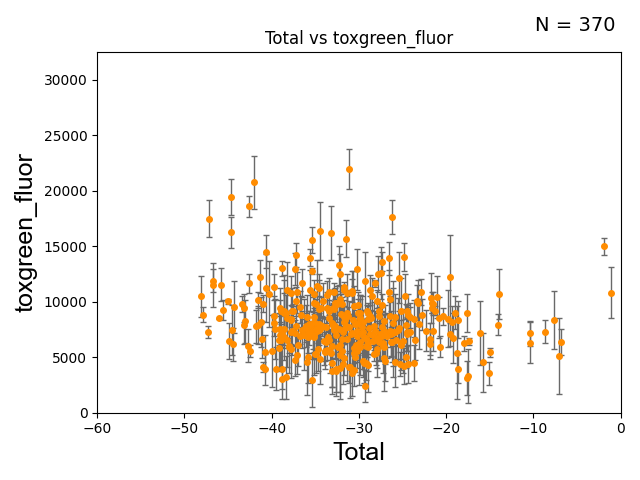 N = 370
Total vs toxgreen_fluor
30000
25000
20000
15000
10000
5000
0
toxgreen_fluor
−60 −50 −40 −30 −20 −10 0
Total